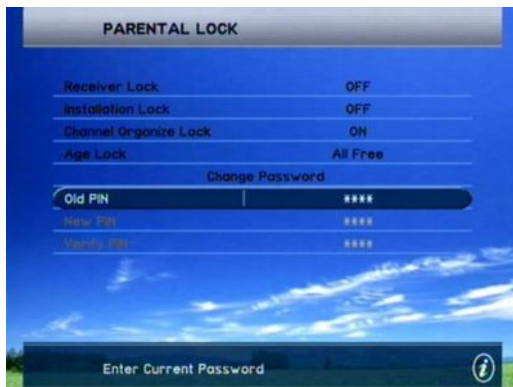 PARENTAL LOCK
Receiver Lock OFF
Installation Lock OFF
Channel Organize Lock ON
Age Lock All Free
Change Password
Old PIN ****
New PIN ****
Verify PIN ****
Enter Current Password
i